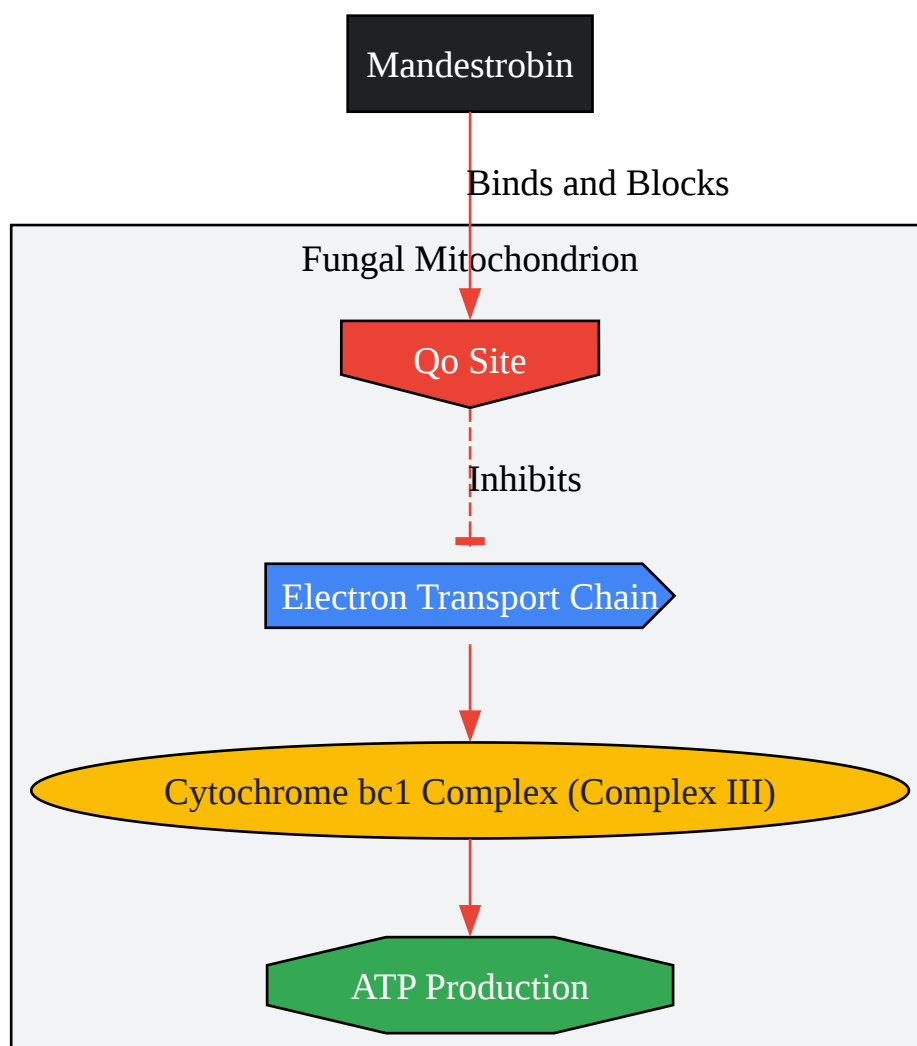 Mandestrobin
Binds and Blocks
Fungal Mitochondrion
Qo Site
Inhibits
Electron Transport Chain
Cytochrome bc1 Complex (Complex III)
ATP Production